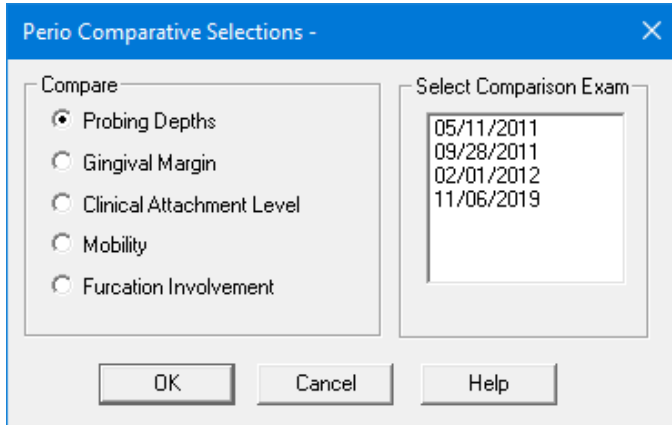 Perio Comparative Selections -
Compare
Probing Depths
Gingival Margin
Clinical Attachment Level
Mobility
Furcation Involvement
Select Comparison Exam
05/11/2011
09/28/2011
02/01/2012
11/06/2019
OK
Cancel
Help